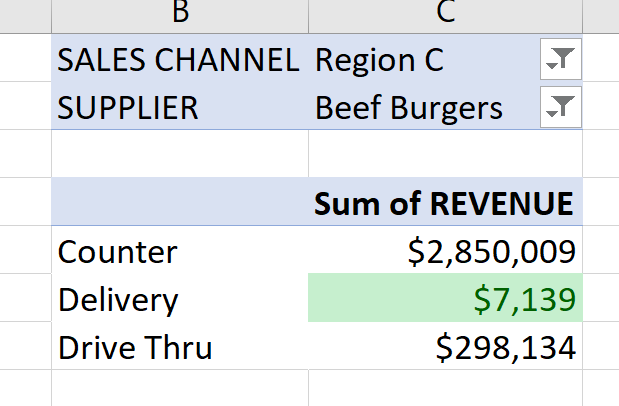 B C
SALES CHANNEL Region C
SUPPLIER Beef Burgers
Sum of REVENUE
Counter $2,850,009
Delivery $7,139
Drive Thru $298,134